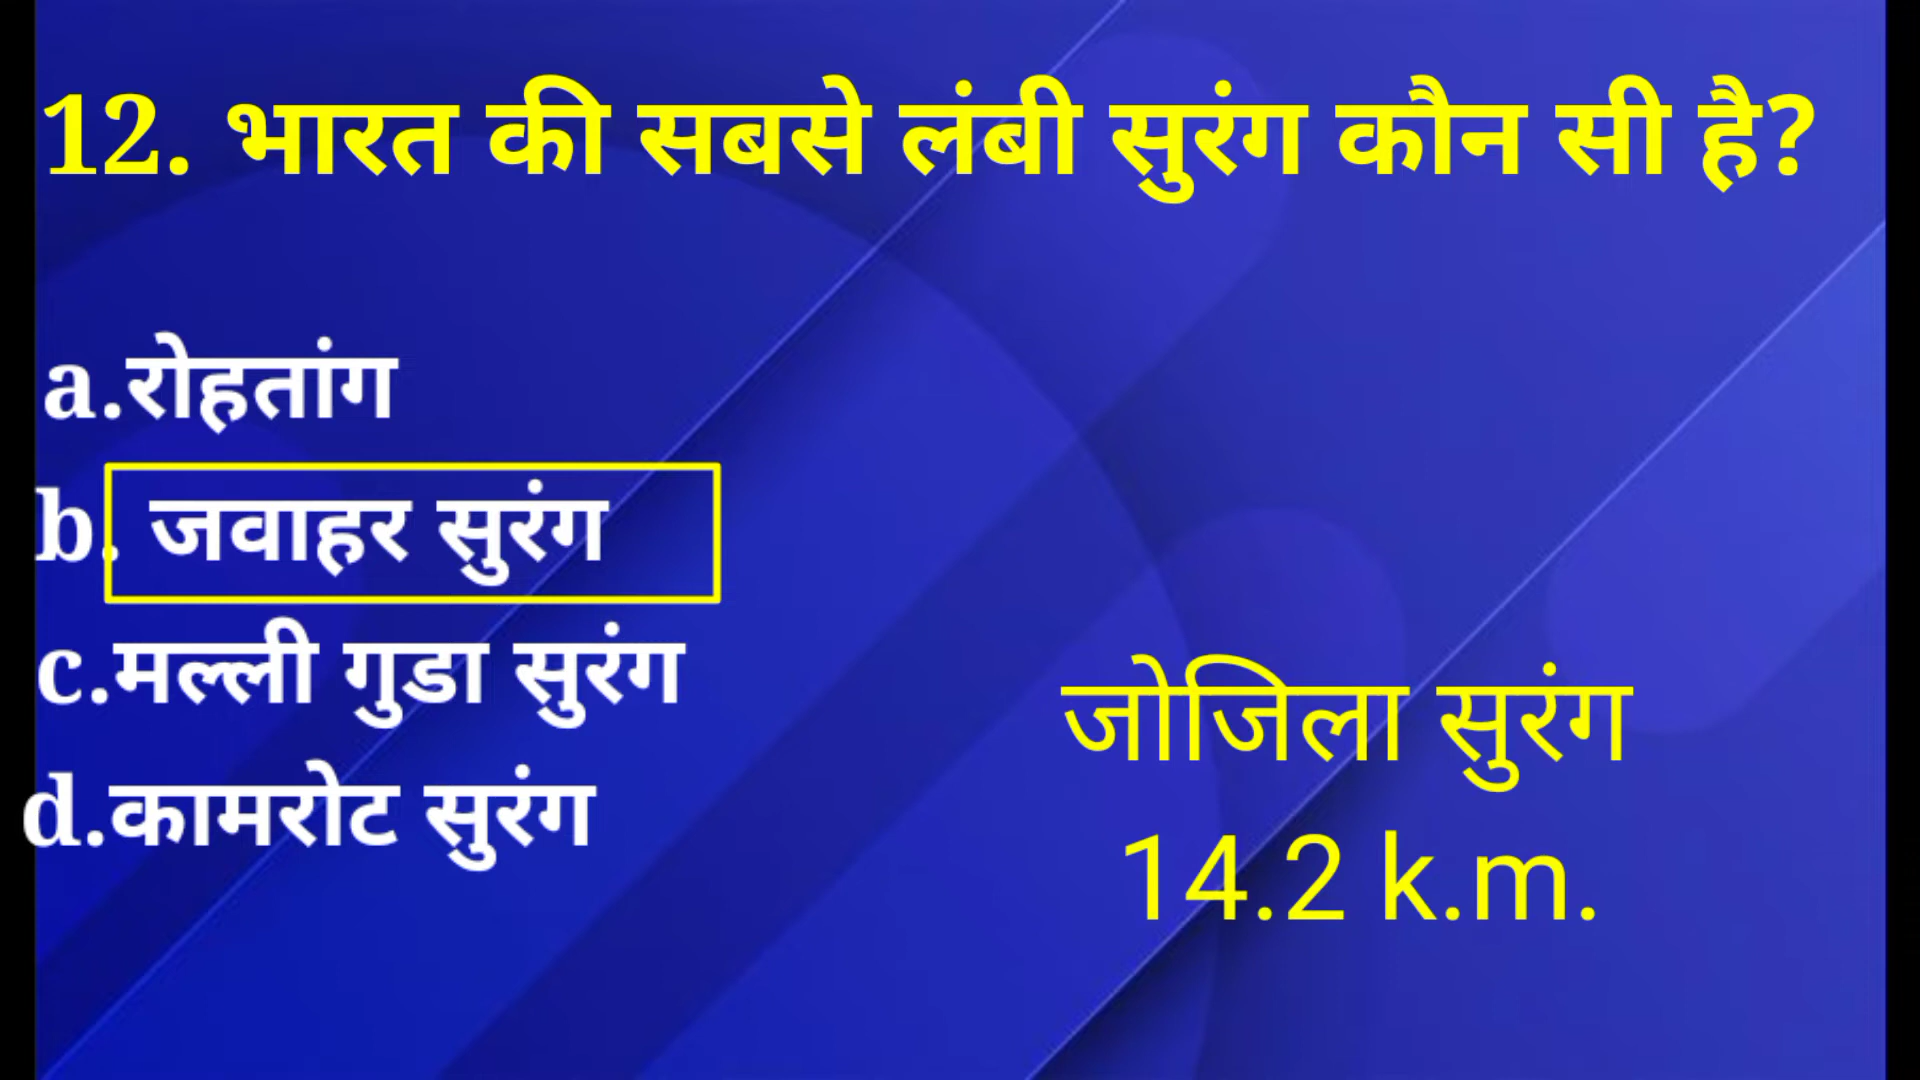 12. भारत की सबसे लंबी सुरंग कौन सी है?
a.रोहतांग
b. जवाहर सुरंग
c.मल्ली गुडा सुरंग
d.कामरोट सुरंग
जोजिला सुरंग
14.2 k.m.